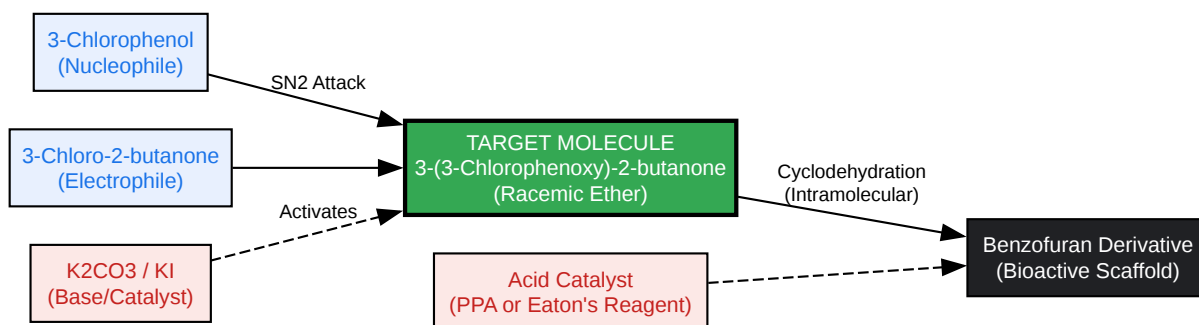 3-Chlorophenol
(Nucleophile)
SN2 Attack
3-Chloro-2-butanone
(Electrophile)
Activates
K2CO3 / KI
(Base/Catalyst)
TARGET MOLECULE
3-(3-Chlorophenoxy)-2-butanone
(Racemic Ether)
Cyclodehydration
(Intramolecular)
Acid Catalyst
(PPA or Eaton's Reagent)
Benzofuran Derivative
(Bioactive Scaffold)